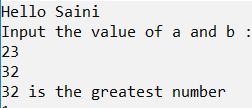 Hello Saini
Input the value of a and b :
23
32
32 is the greatest number